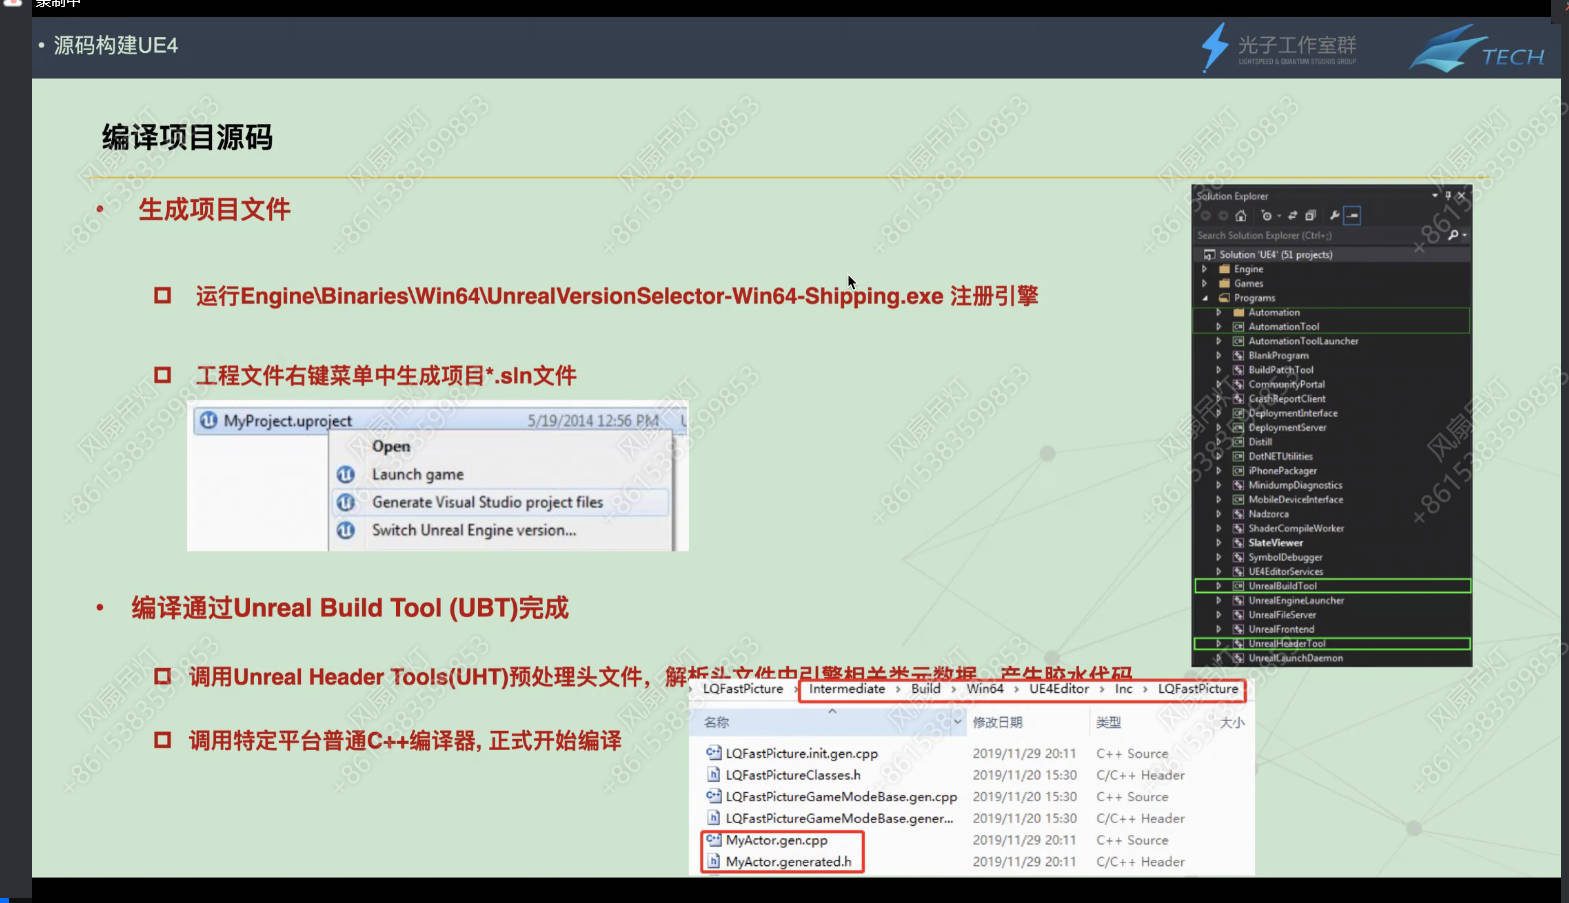 录制中
• 源码构建UE4
光子工作室群
LIGHTSPEED & QUANTUM STUDIOS GROUP
TECH
编译项目源码
• 生成项目文件
运行Engine\Binaries\Win64\UnrealVersionSelector-Win64-Shipping.exe 注册引擎
工程文件右键菜单中生成项目*.sln文件
MyProject.uproject 5/19/2014 12:56 PM
Open
Launch game
Generate Visual Studio project files
Switch Unreal Engine version...
• 编译通过Unreal Build Tool (UBT)完成
调用Unreal Header Tools(UHT)预处理头文件，解析头文件中引擎相关类元数据，产生胶水代码
调用特定平台普通C++编译器, 正式开始编译
LQFastPicture › Intermediate › Build › Win64 › UE4Editor › Inc › LQFastPicture
名称 修改日期 类型 大小
LQFastPicture.init.gen.cpp 2019/11/29 20:11 C++ Source
LQFastPictureClasses.h 2019/11/20 15:30 C/C++ Header
LQFastPictureGameModeBase.gen.cpp 2019/11/20 15:30 C++ Source
LQFastPictureGameModeBase.gener... 2019/11/20 15:30 C/C++ Header
MyActor.gen.cpp 2019/11/29 20:11 C++ Source
MyActor.generated.h 2019/11/29 20:11 C/C++ Header
Solution Explorer
Search Solution Explorer (Ctrl+;)
Solution 'UE4' (51 projects)
Engine
Games
Programs
Automation
AutomationTool
AutomationToolLauncher
BlankProgram
BuildPatchTool
CommunityPortal
CrashReportClient
DeploymentInterface
DeploymentServer
Distill
DotNETUtilities
iPhonePackager
MinidumpDiagnostics
MobileDeviceInterface
Nadzorca
ShaderCompileWorker
SlateViewer
SymbolDebugger
UE4EditorServices
UnrealBuildTool
UnrealEngineLauncher
UnrealFileServer
UnrealFrontend
UnrealHeaderTool
UnrealLaunchDaemon
风扇吊灯
+8615383599853